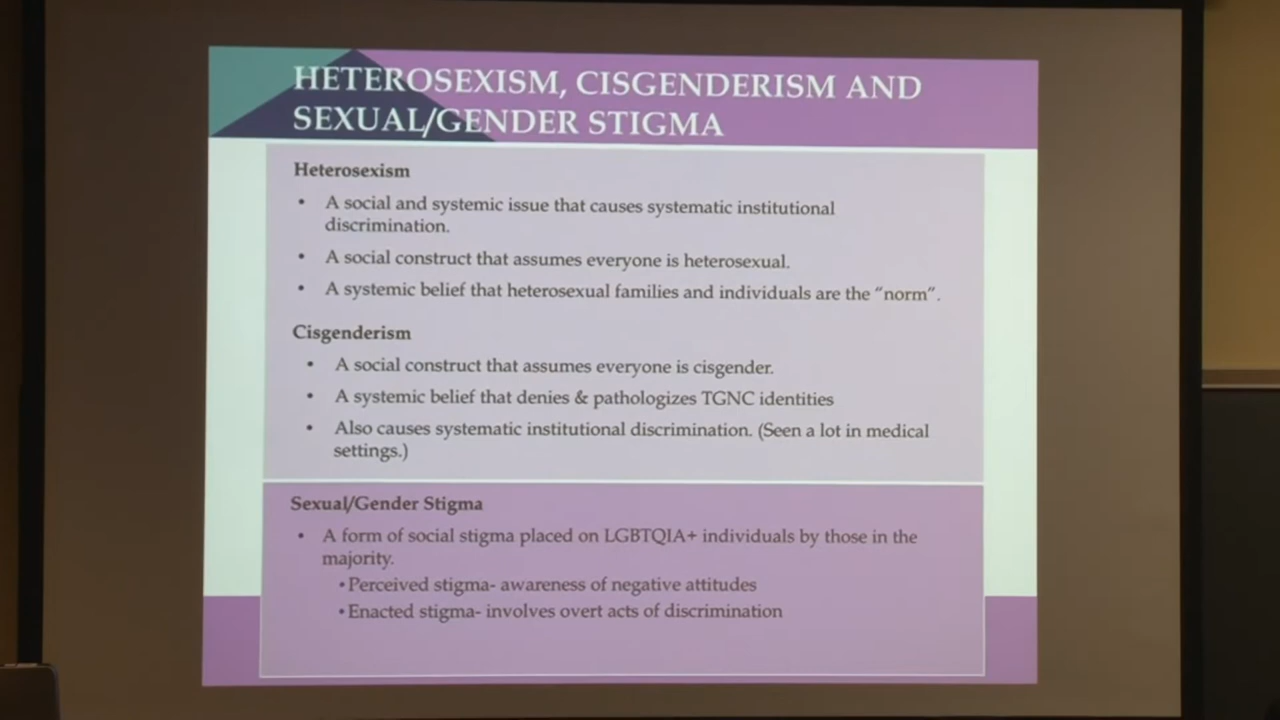 HETEROSEXISM, CISGENDERISM AND
SEXUAL/GENDER STIGMA
Heterosexism
• A social and systemic issue that causes systematic institutional
discrimination.
• A social construct that assumes everyone is heterosexual.
• A systemic belief that heterosexual families and individuals are the “norm”.
Cisgenderism
• A social construct that assumes everyone is cisgender.
• A systemic belief that denies & pathologizes TGNC identities
• Also causes systematic institutional discrimination. (Seen a lot in medical
settings.)
Sexual/Gender Stigma
• A form of social stigma placed on LGBTQIA+ individuals by those in the
majority.
• Perceived stigma- awareness of negative attitudes
• Enacted stigma- involves overt acts of discrimination